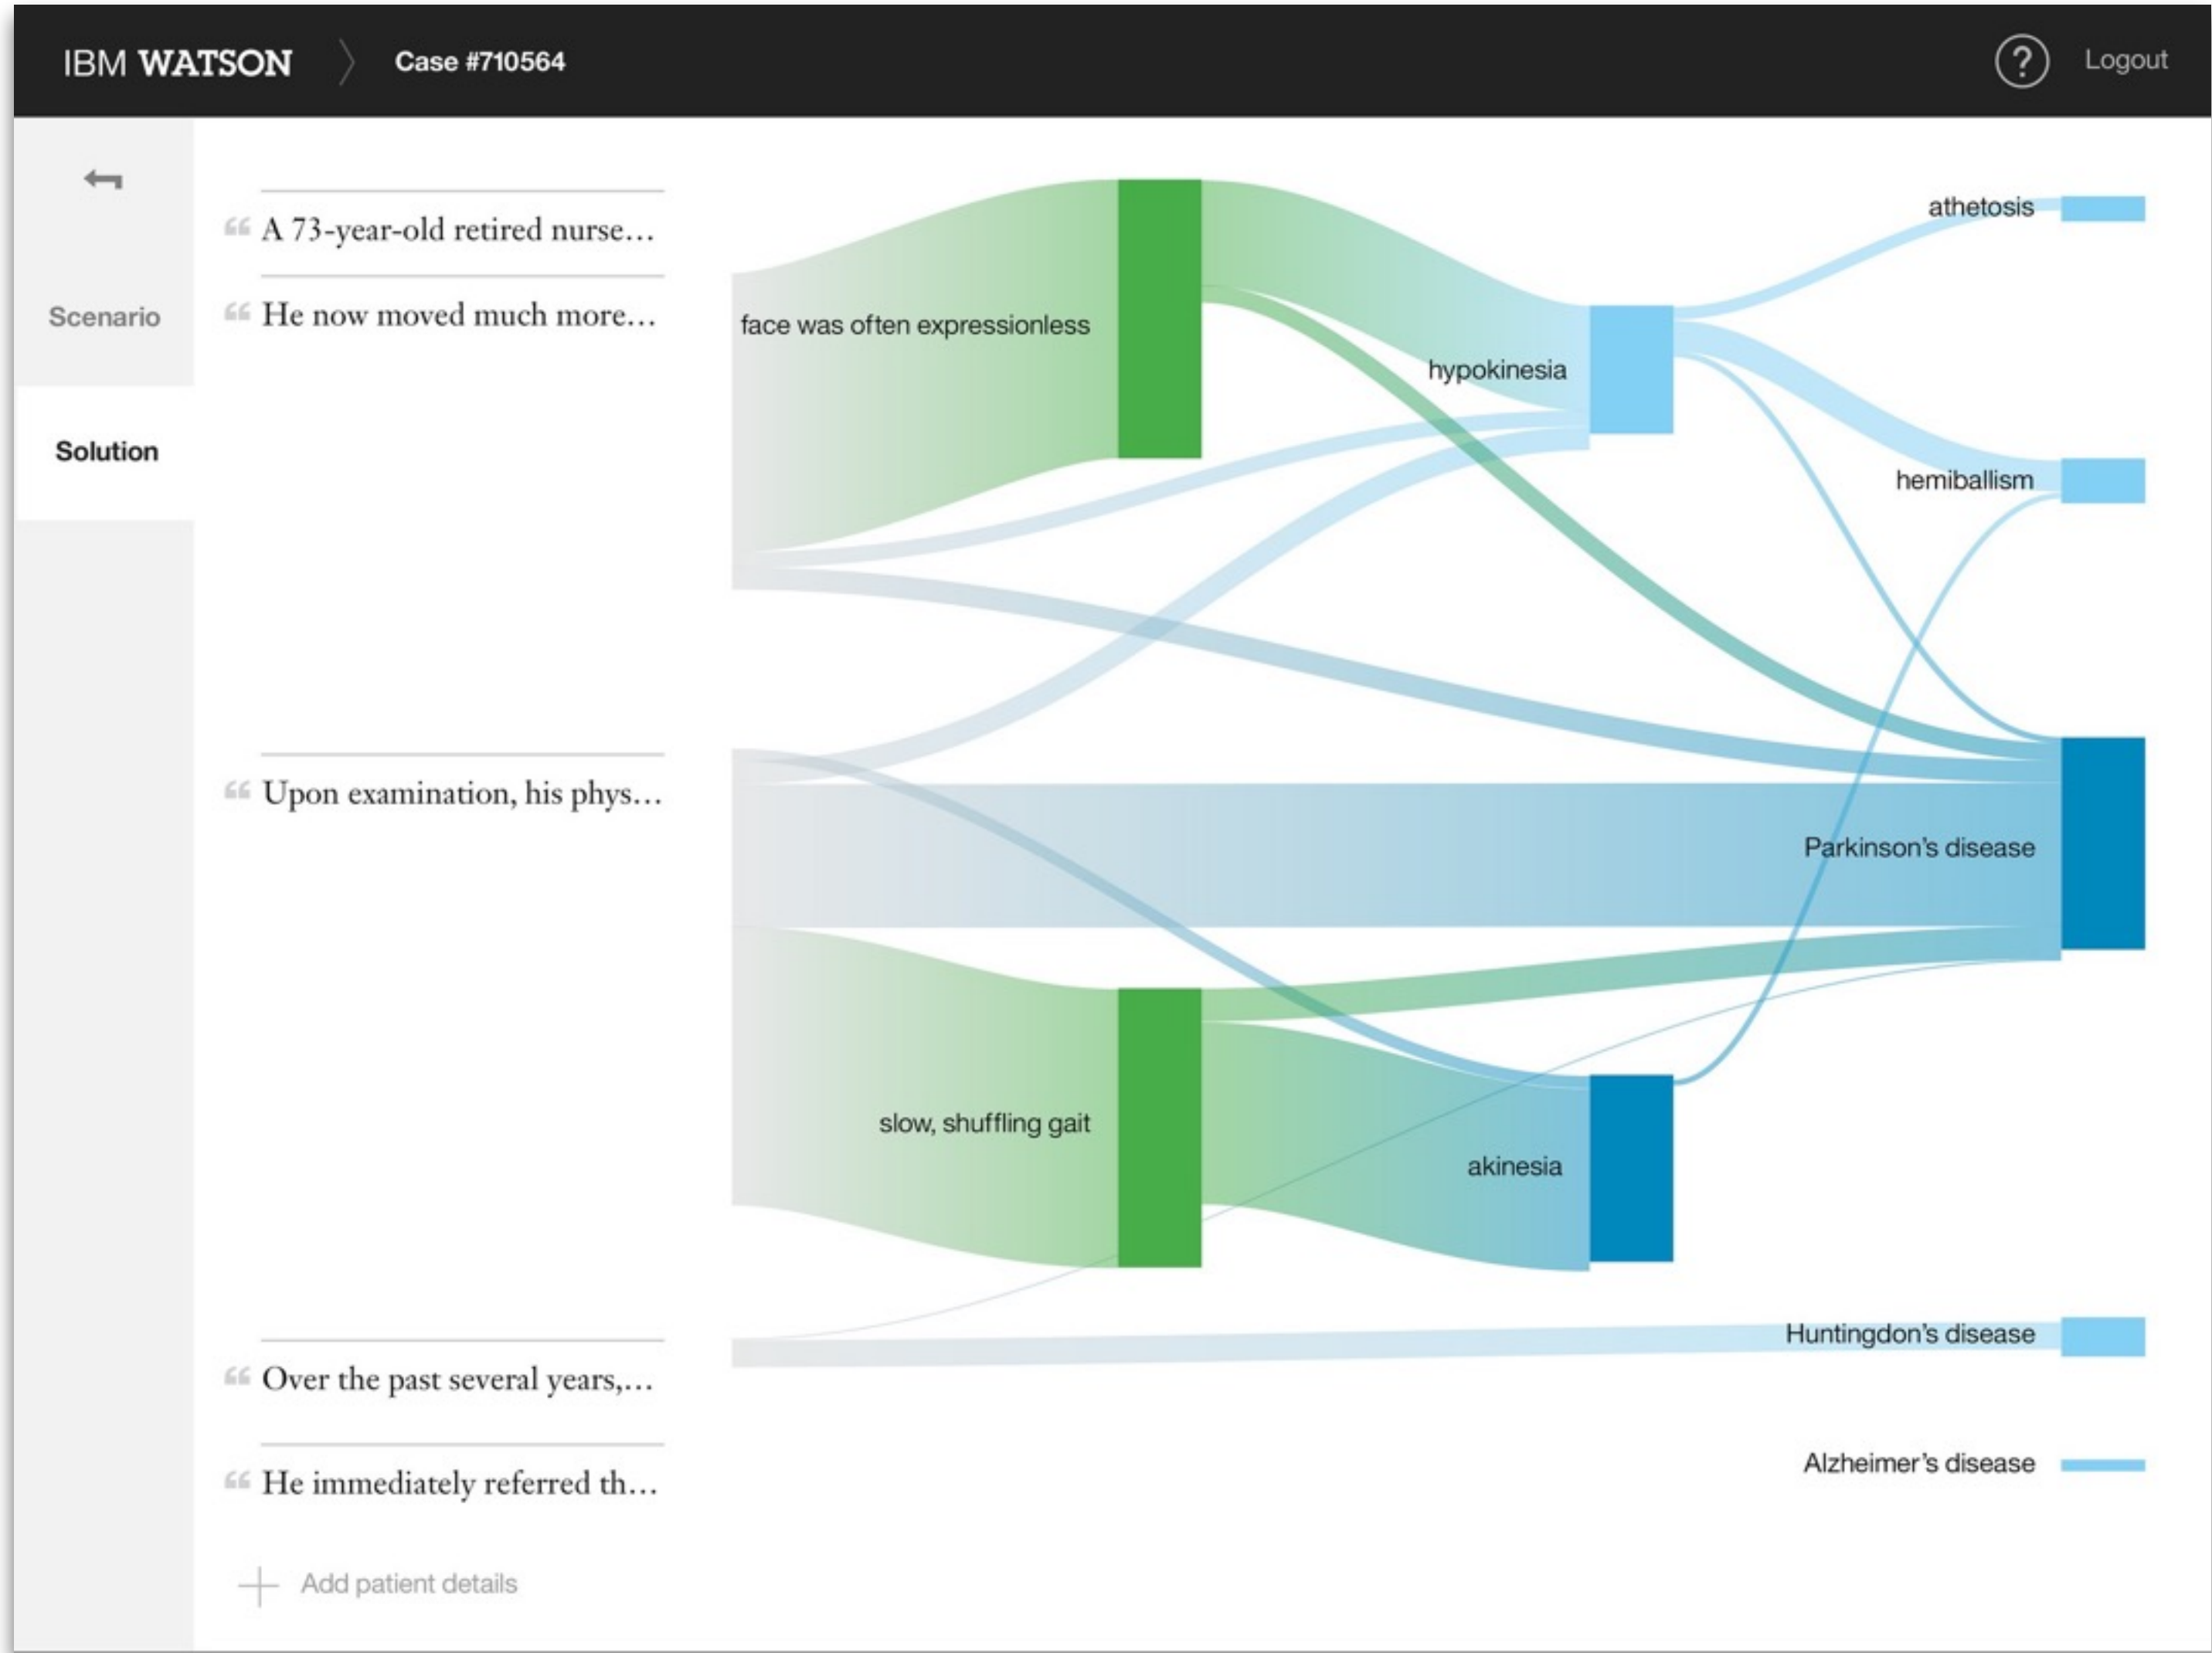 IBM WATSON
Case #710564
?
Logout
Scenario
Solution
“ A 73-year-old retired nurse...
“ He now moved much more...
“ Upon examination, his phys...
“ Over the past several years,...
“ He immediately referred th...
Add patient details
face was often expressionless
slow, shuffling gait
hypokinesia
akinesia
athetosis
hemiballism
Parkinson’s disease
Huntingdon’s disease
Alzheimer’s disease